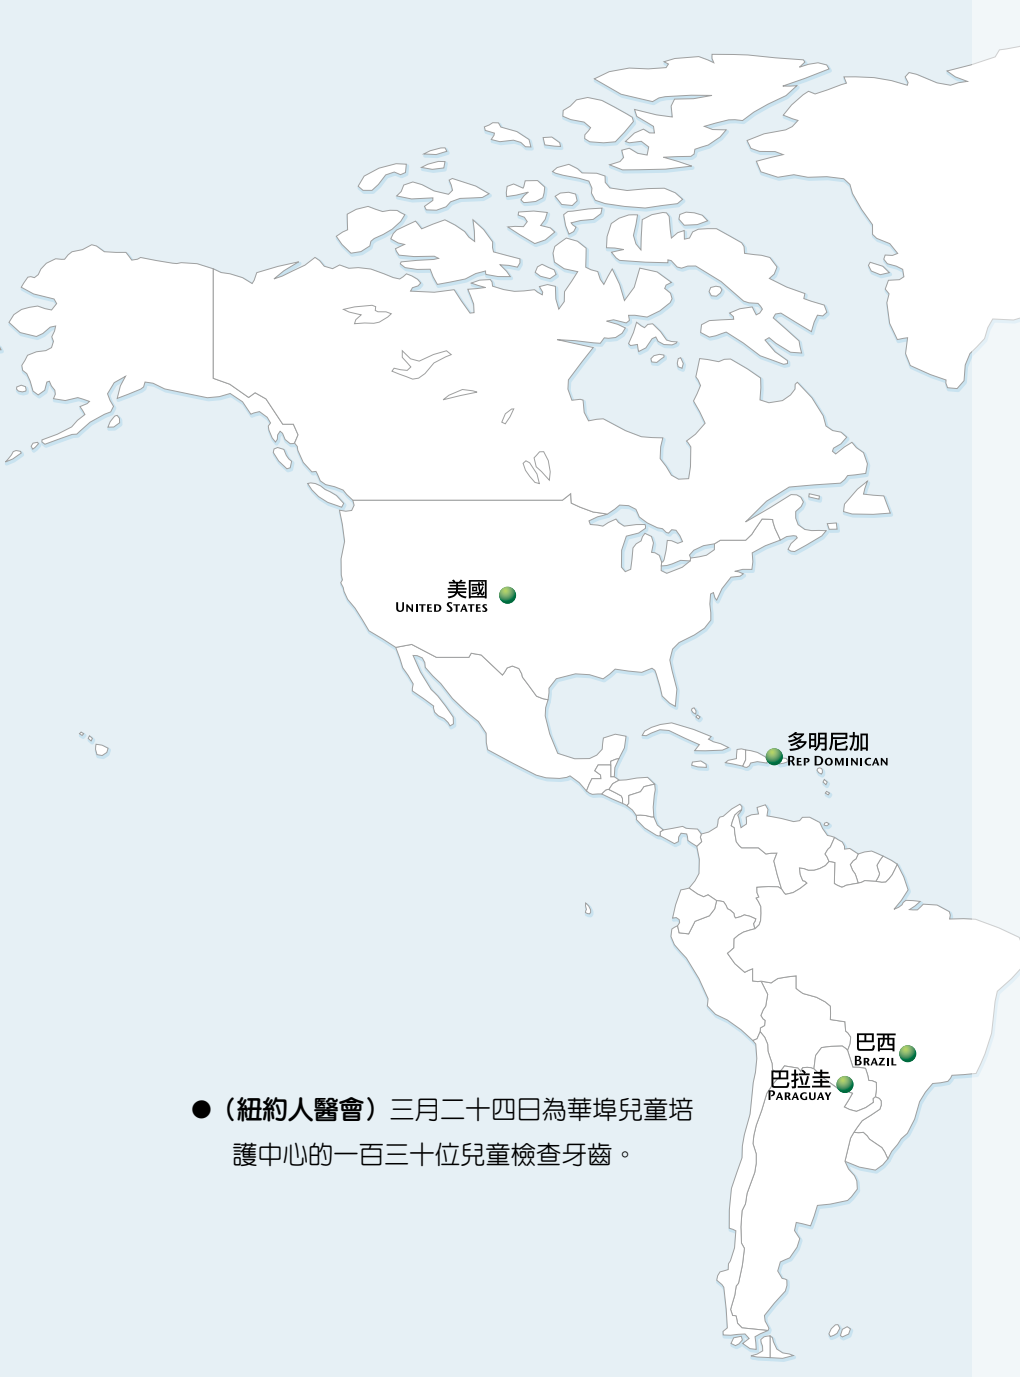 美國
United States
多明尼加
Rep Dominican
巴西
Brazil
巴拉圭
Paraguay
●（紐約人醫會）三月二十四日為華埠兒童培
護中心的一百三十位兒童檢查牙齒。